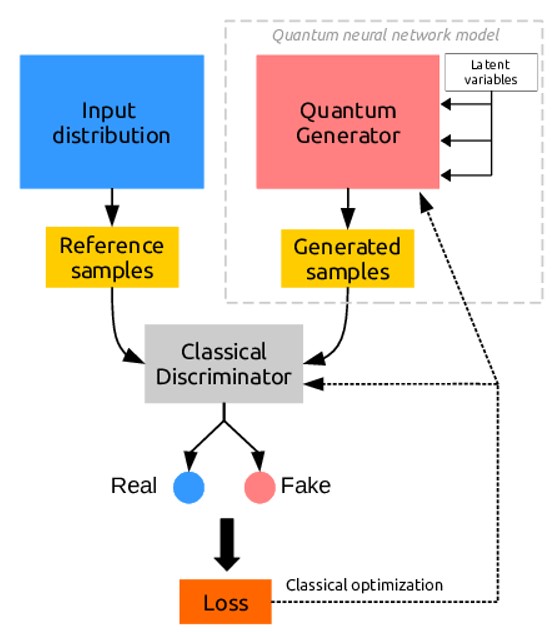 Quantum neural network model
Input
distribution
Quantum
Generator
Latent
variables
Reference
samples
Generated
samples
Classical
Discriminator
Real
Fake
Classical optimization
Loss